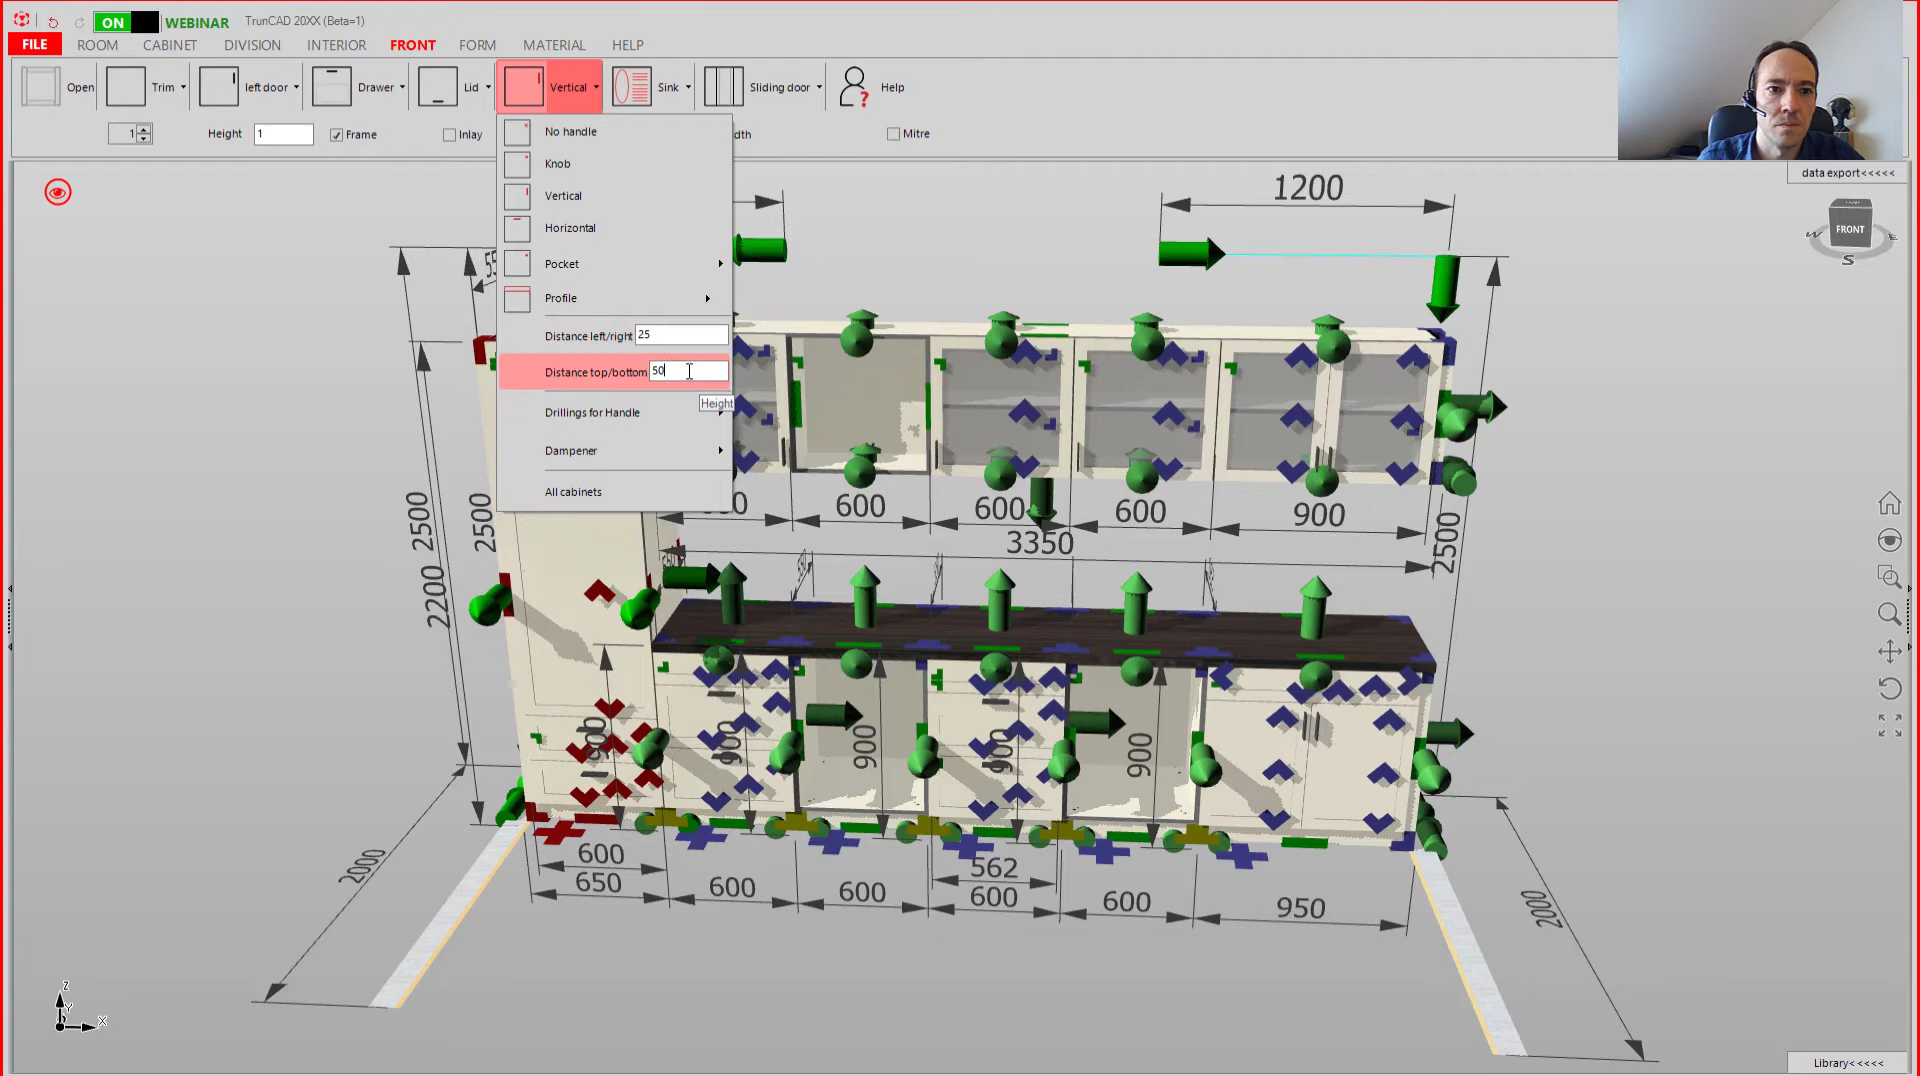 ON WEBINAR TrunCAD 20XX (Beta=1)
FILE ROOM CABINET DIVISION INTERIOR FRONT FORM MATERIAL HELP
Open Trim left door Drawer Lid Vertical Sink Sliding door Help
1 Height 1 Frame Inlay Mitre
No handle
Knob
Vertical
Horizontal
Pocket
Profile
Distance left/right 25
Distance top/bottom 50
Height
Drillings for Handle
Dampener
All cabinets
data export<<<<<
FRONT
W
S
1200
2500
2500
2200
600
600
600
900
3350
2500
900
900
900
900
900
600
650
600
600
562
600
600
950
2000
2000
Z
Y
X
Library<<<<<